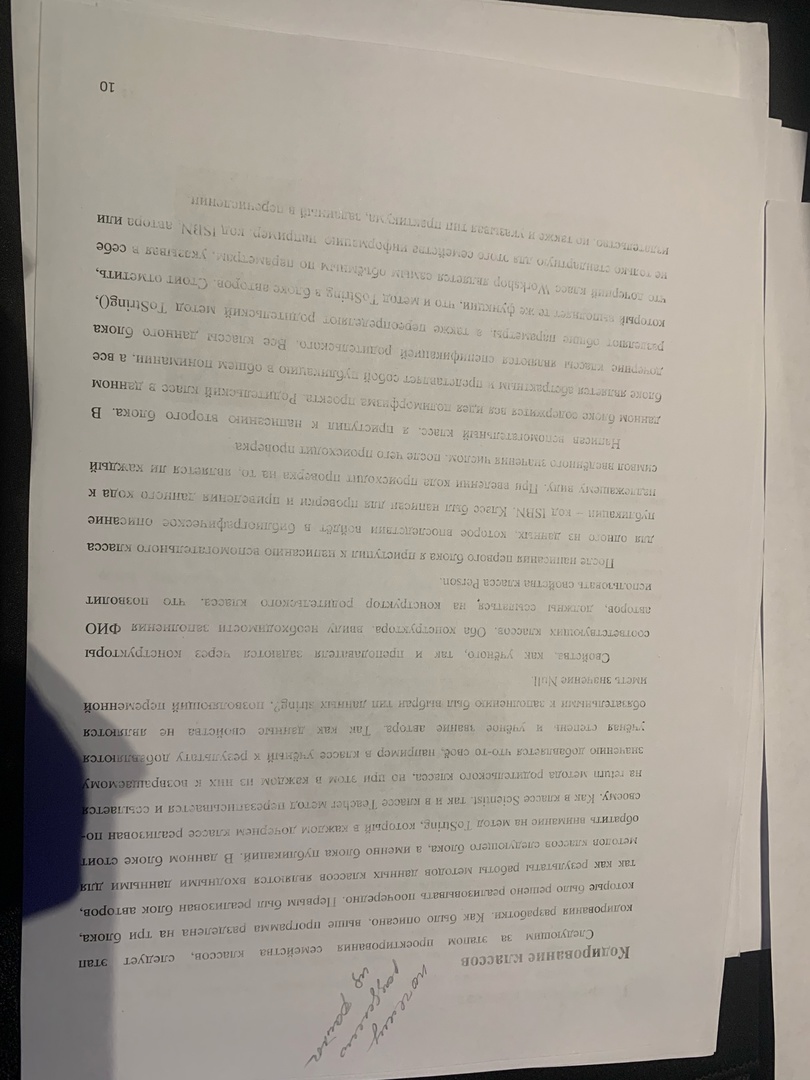 почему
разделено
на файлы
Кодирование классов
Следующим за этапом проектирования семейства классов, следует этап
кодирования разработки. Как было описано, выше программа разделена на три блока,
которые было решено реализовывать поочередно. Первым был реализован блок авторов,
так как результаты работы методов данных классов являются входными данными для
методов классов следующего блока, а именно блока публикаций. В данном блоке стоит
обратить внимание на метод ToString, который в каждом дочернем классе реализован по-
своему. Как в классе Scientist, так и в классе Teacher метод перезаписывается и ссылается
на return метода родительского класса, но при этом в каждом из них к возвращаемому
значению добавляется что-то своё, например в классе учёный к результату добавляются
учёная степень и учёное звание автора. Так как данные свойства не являются
обязательными к заполнению был выбран тип данных string?, позволяющий переменной
иметь значение Null.
Свойства, как учёного, так и преподавателя задаются через конструкторы
соответствующих классов. Оба конструктора, ввиду необходимости заполнения ФИО
авторов, должны ссылаться, на конструктор родительского класса, что позволит
использовать свойства класса Person.
После написания первого блока я приступил к написанию вспомогательного класса
для одного из данных, которое впоследствии войдёт в библиографическое описание
публикации – код ISBN. Класс был написан для проверки и приведения данного кода к
надлежащему виду. При введении кода происходит проверка на то, является ли каждый
символ введённого значения числом, после чего происходит проверка
Написав вспомогательный класс, я приступил к написанию второго блока. В
данном блоке содержится вся идея полиморфизма проекта. Родительский класс в данном
блоке является абстрактным и представляет собой публикацию в общем понимании, а все
дочерние классы являются спецификацией родительского. Все классы данного блока
разделяют общие параметры, а также переопределяют родительский метод ToString(),
который выполняет те же функции, что и метод ToString в блоке авторов. Стоит отметить,
что дочерний класс Workshop является самым объёмным по параметрам, указывая в себе
не только стандартную для этого семейства информацию, например, код ISBN, автора или
издательство, но также и указывая тип практикума, заданный в перечислении.
10